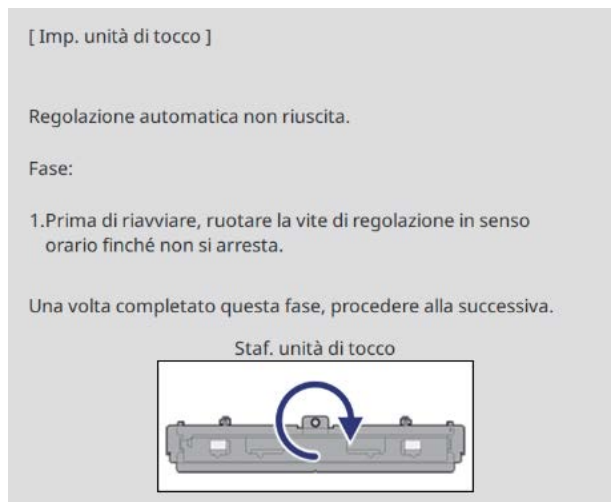 [ Imp. unità di tocco ]
Regolazione automatica non riuscita.
Fase:
1.Prima di riavviare, ruotare la vite di regolazione in senso
orario finché non si arresta.
Una volta completato questa fase, procedere alla successiva.
Staf. unità di tocco